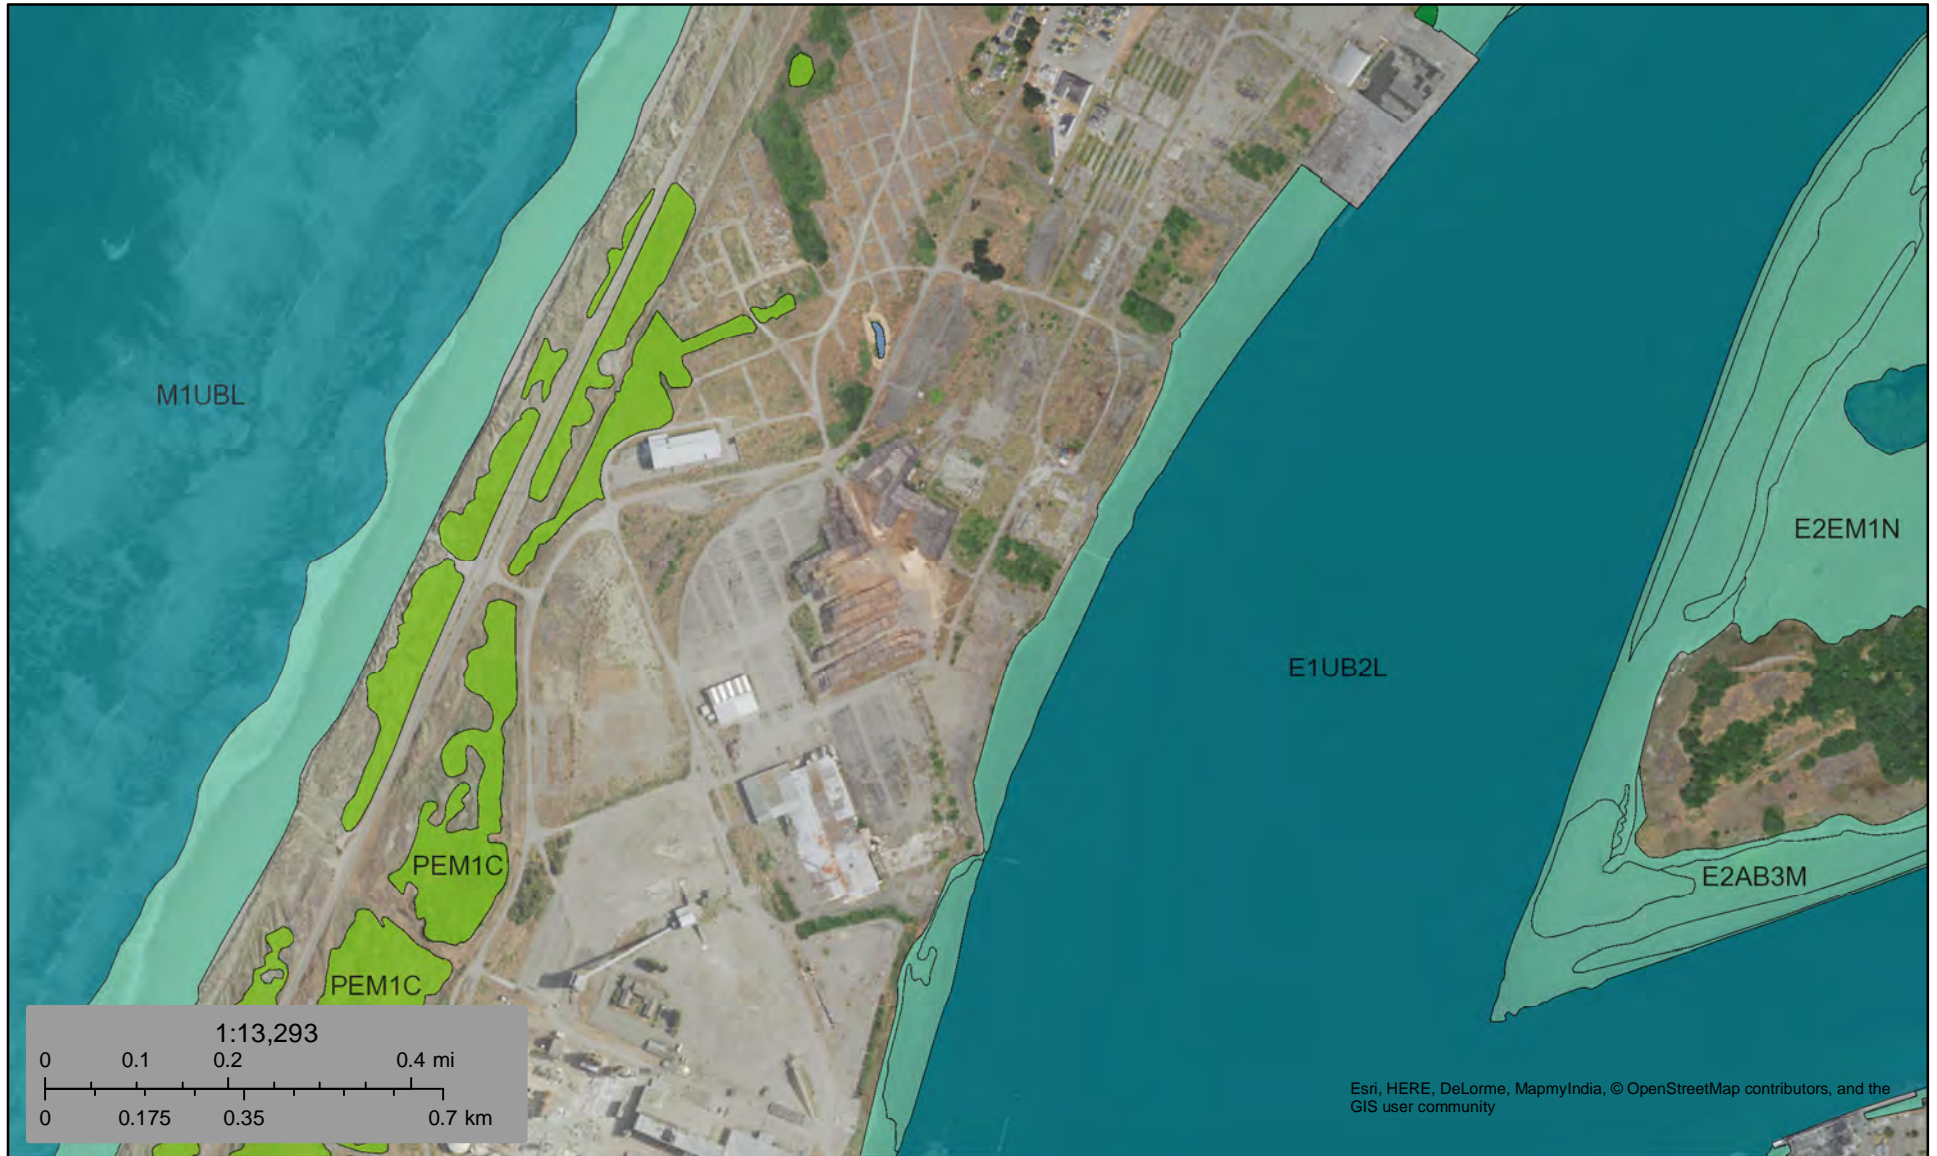 M1UBL
E2EM1N
E1UB2L
PEM1C
E2AB3M
PEM1C
1:13,293
0 0.1 0.2 0.4 mi
0 0.175 0.35 0.7 km
Esri, HERE, DeLorme, MapmyIndia, © OpenStreetMap contributors, and the
GIS user community